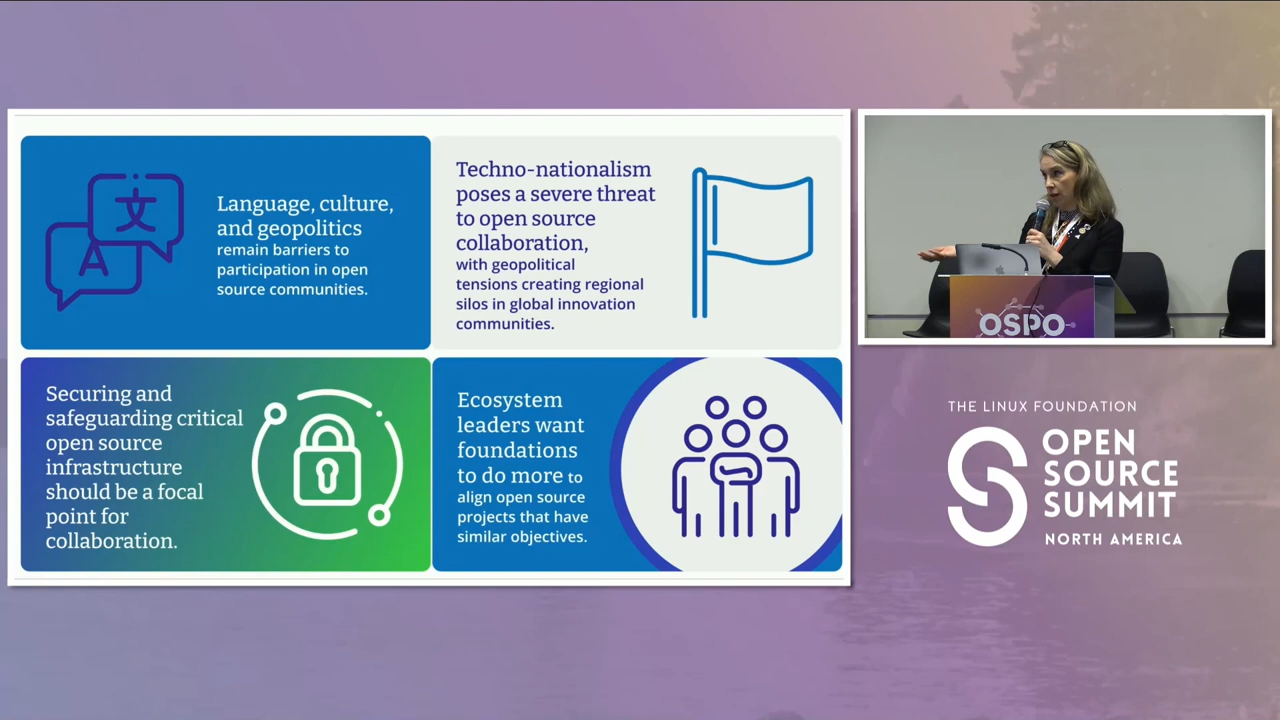 文
A
Language, culture,
and geopolitics
remain barriers to
participation in open
source communities.
Techno-nationalism
poses a severe threat
to open source
collaboration,
with geopolitical
tensions creating regional
silos in global innovation
communities.
Securing and
safeguarding critical
open source
infrastructure
should be a focal
point for
collaboration.
Ecosystem
leaders want
foundations
to do more to
align open source
projects that have
similar objectives.
OSPO
THE LINUX FOUNDATION
OPEN
SOURCE
SUMMIT
NORTH AMERICA